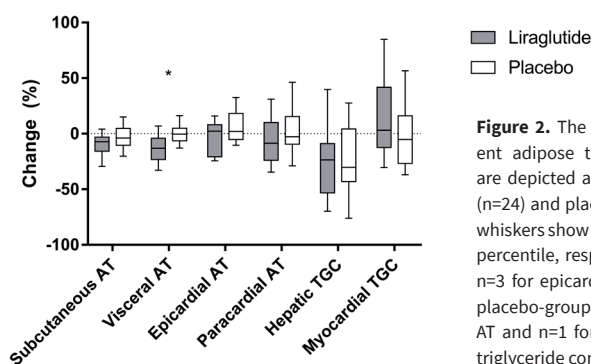 100
50
0
-50
-100
Change (%)
*
Subcutaneous AT
Visceral AT
Epicardial AT
Paracardial AT
Hepatic TGC
Myocardial TGC
Liraglutide
Placebo
Figure 2. The
ent adipose t
are depicted a
(n=24) and plac
whiskers show
percentile, resp
n=3 for epicard
placebo-group
AT and n=1 for
triglyceride con